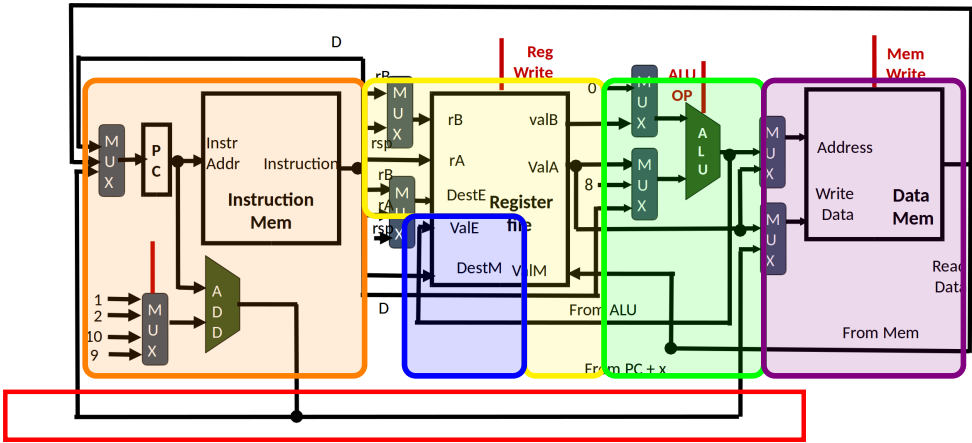 D
Reg
Write
Mem
Write
rB
M
U
X
rsp
rB
rA
M
U
X
rsp
0
M
U
X
ALU
OP
M
U
X
8
A
L
U
M
U
X
M
U
X
M
U
X
P
C
Instr
Addr
Instruction
Instruction
Mem
rB
valB
rA
ValA
DestE
Register
file
ValE
DestM
ValM
Address
Write
Data
Data
Mem
Read
Data
1
2
10
9
M
U
X
A
D
D
D
From ALU
From Mem
From PC + x